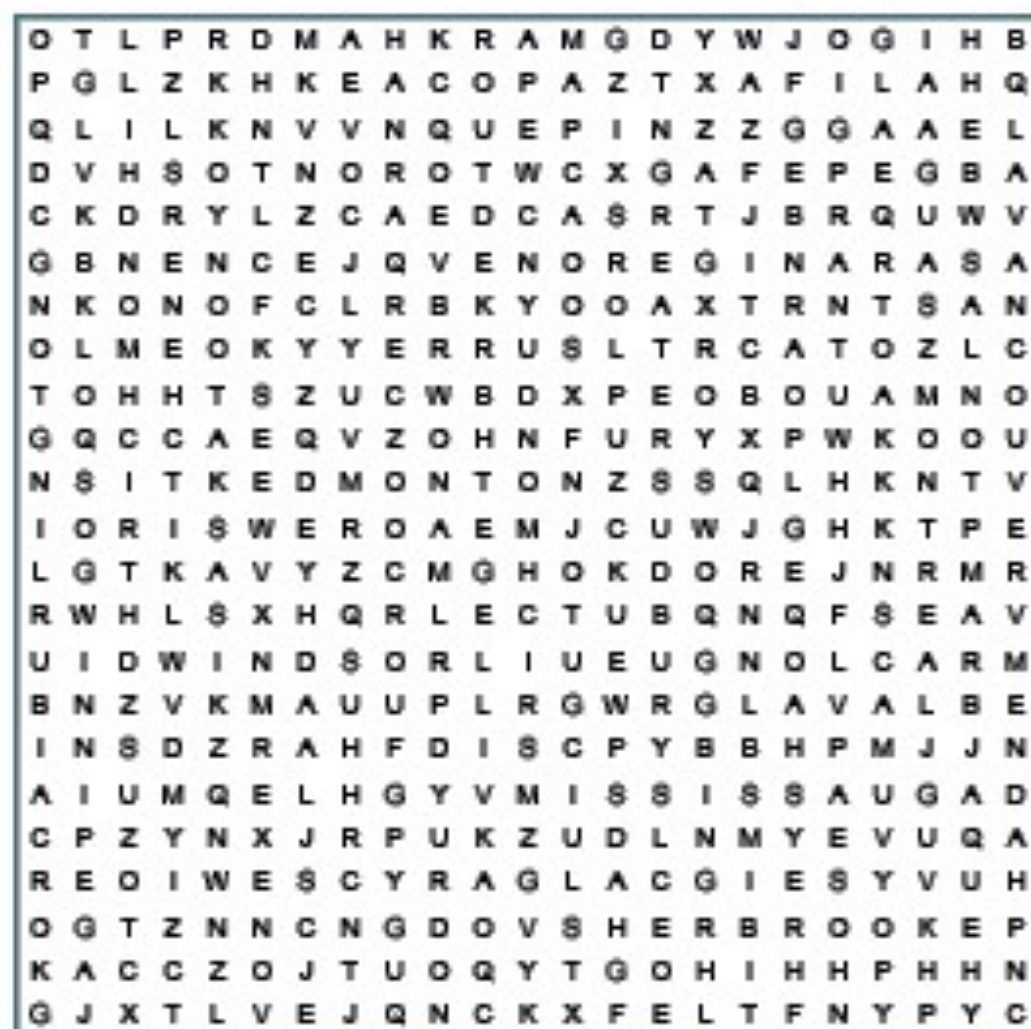 O T L P R D M A H K R A M G D Y W J O G I H B
P G L Z K H K E A C O P A Z T X A F I L A H Q
Q L I L K N V V N Q U E P I N Z Z G G A A E L
D V H S O T N O R O T W C X G A F E P E G B A
C K D R Y L Z C A E D C A S R T J B R Q U W V
G B N E N C E J Q V E N O R E G I N A R A S A
N K O N O F C L R B K Y O O A X T R N T S A N
O L M E O K Y Y E R R U S L T R C A T O Z L C
T O H H T S Z U C W B D X P E O B O U A M N O
G Q C C A E Q V Z O H N F U R Y X P W K O O U
N S I T K E D M O N T O N Z S S Q L H K N T V
I O R I S W E R O A E M J C U W J G H K T P E
L G T K A V Y Z C M G H O K D O R E J N R M R
R W H L S X H Q R L E C T U B Q N Q F S E A V
U I D W I N D S O R L I U E U G N O L C A R M
B N Z V K M A U U P L R G W R G L A V A L B E
I N S D Z R A H F D I S C P Y B B H P M J J N
A I U M Q E L H G Y V M I S S I S S A U G A D
C P Z Y N X J R P U K Z U D L N M Y E V U Q A
R E O I W E S C Y R A G L A C G I E S Y V U H
O G T Z N N C N G D O V S H E R B R O O K E P
K A C C Z O J T U O Q Y T G O H I H H P H H N
G J X T L V E J Q N C K X F E L T F N Y P Y C